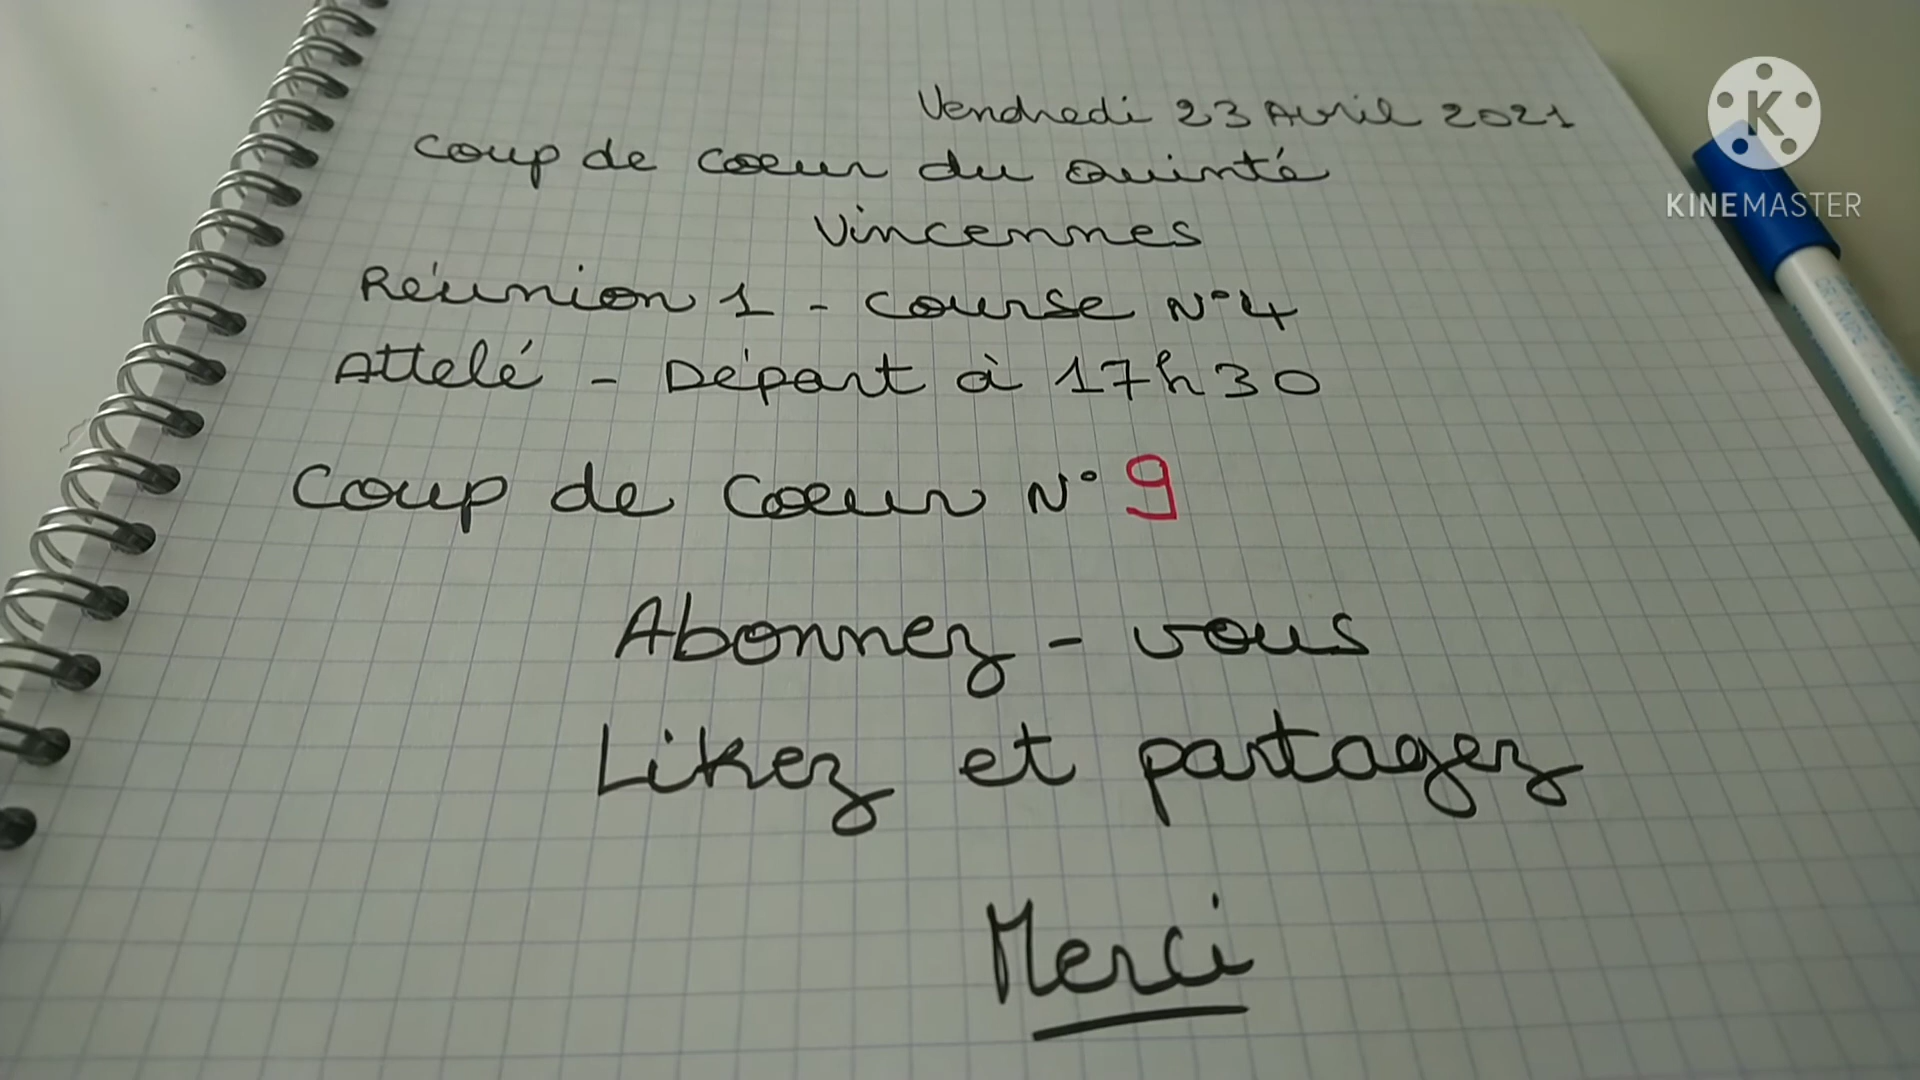 Vendredi 23 Avril 2021
Coup de coeur du Quinté
Vincennes
Réunion 1 - Course N°4
Attelé - Départ à 17h30
Coup de coeur N° 9
Abonnez-vous
Likez et partagez
Merci
KINEMASTER